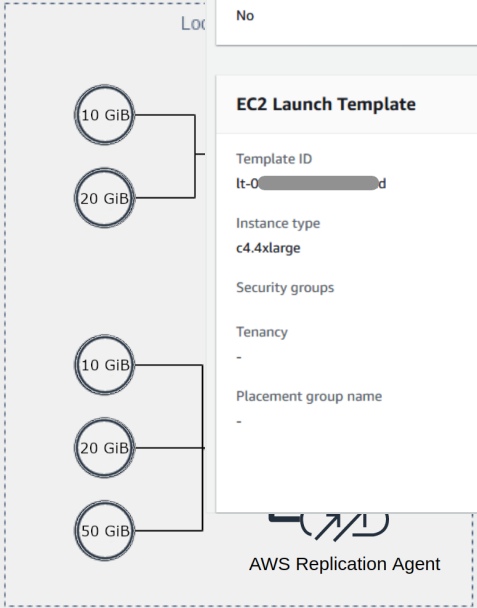 Loc
No
10 GiB
20 GiB
EC2 Launch Template
Template ID
lt-0 d
Instance type
c4.4xlarge
Security groups
Tenancy
-
Placement group name
-
10 GiB
20 GiB
50 GiB
AWS Replication Agent